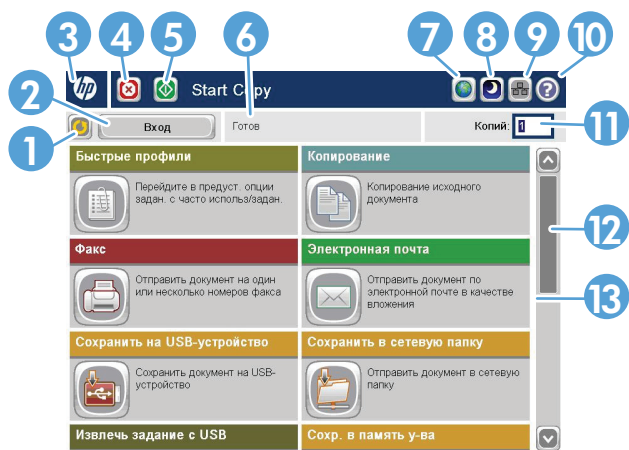 3 4 5 6 7 8 9 10
hp Start Copy ?
2 1
Вход Готов Копий: 1 11
Быстрые профили
Перейдите в предуст. опции
задан. с часто использ/задан.
Копирование
Копирование исходного
документа
12
Факс
Отправить документ на один
или несколько номеров факса
Электронная почта
Отправить документ по
электронной почте в качестве
вложения
13
Сохранить на USB-устройство
Сохранить документ на USB-
устройство
Сохранить в сетевую папку
Отправить документ в сетевую
папку
Извлечь задание с USB
Сохр. в память у-ва